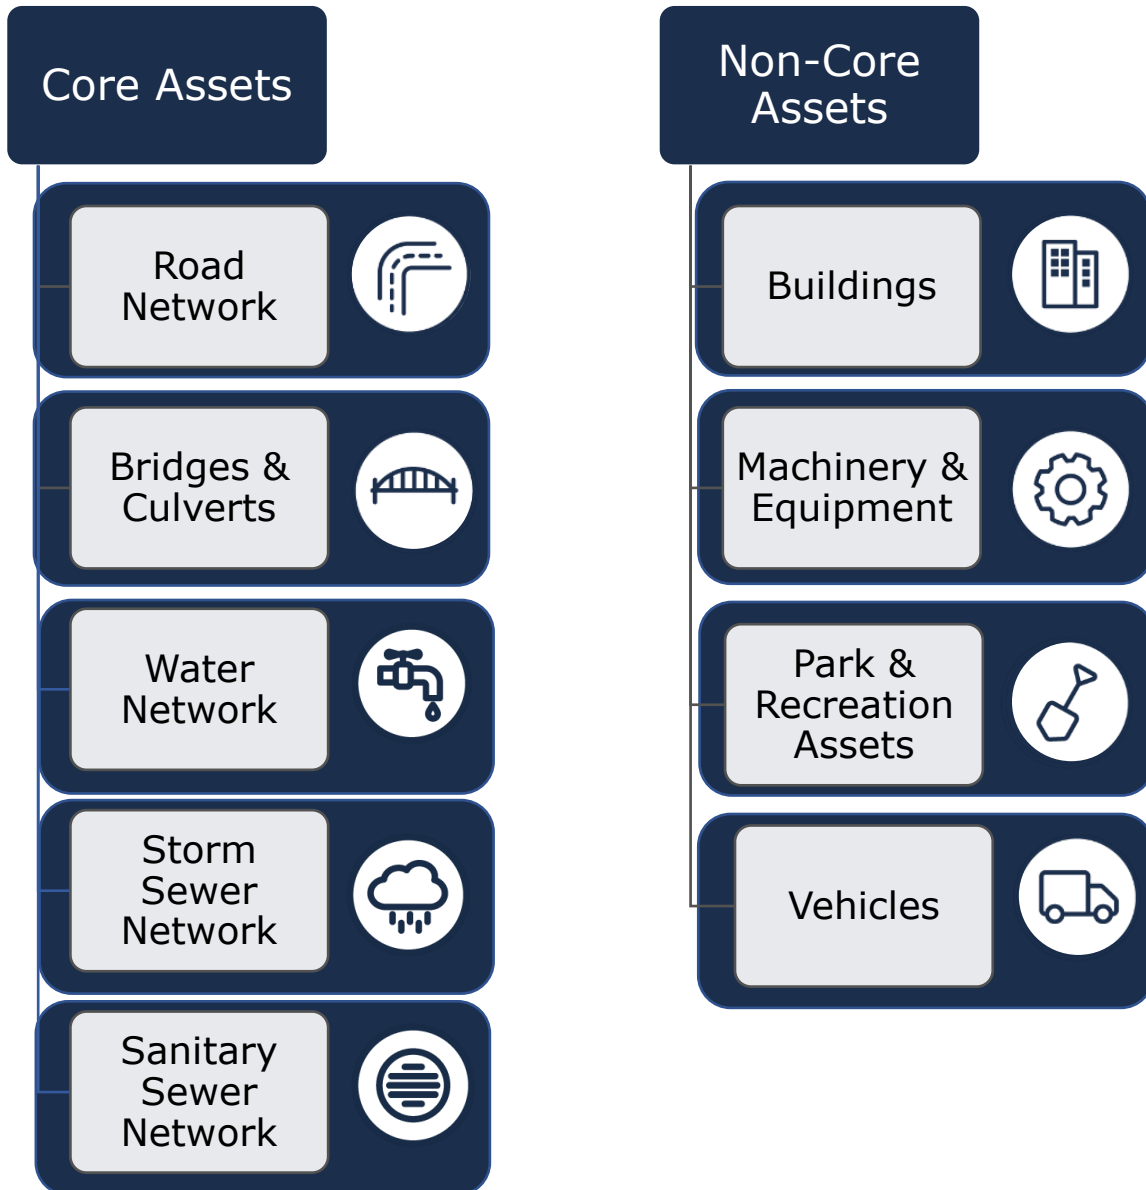 Core Assets
Road
Network
Bridges &
Culverts
Water
Network
Storm
Sewer
Network
Sanitary
Sewer
Network
Non-Core
Assets
Buildings
Machinery &
Equipment
Park &
Recreation
Assets
Vehicles